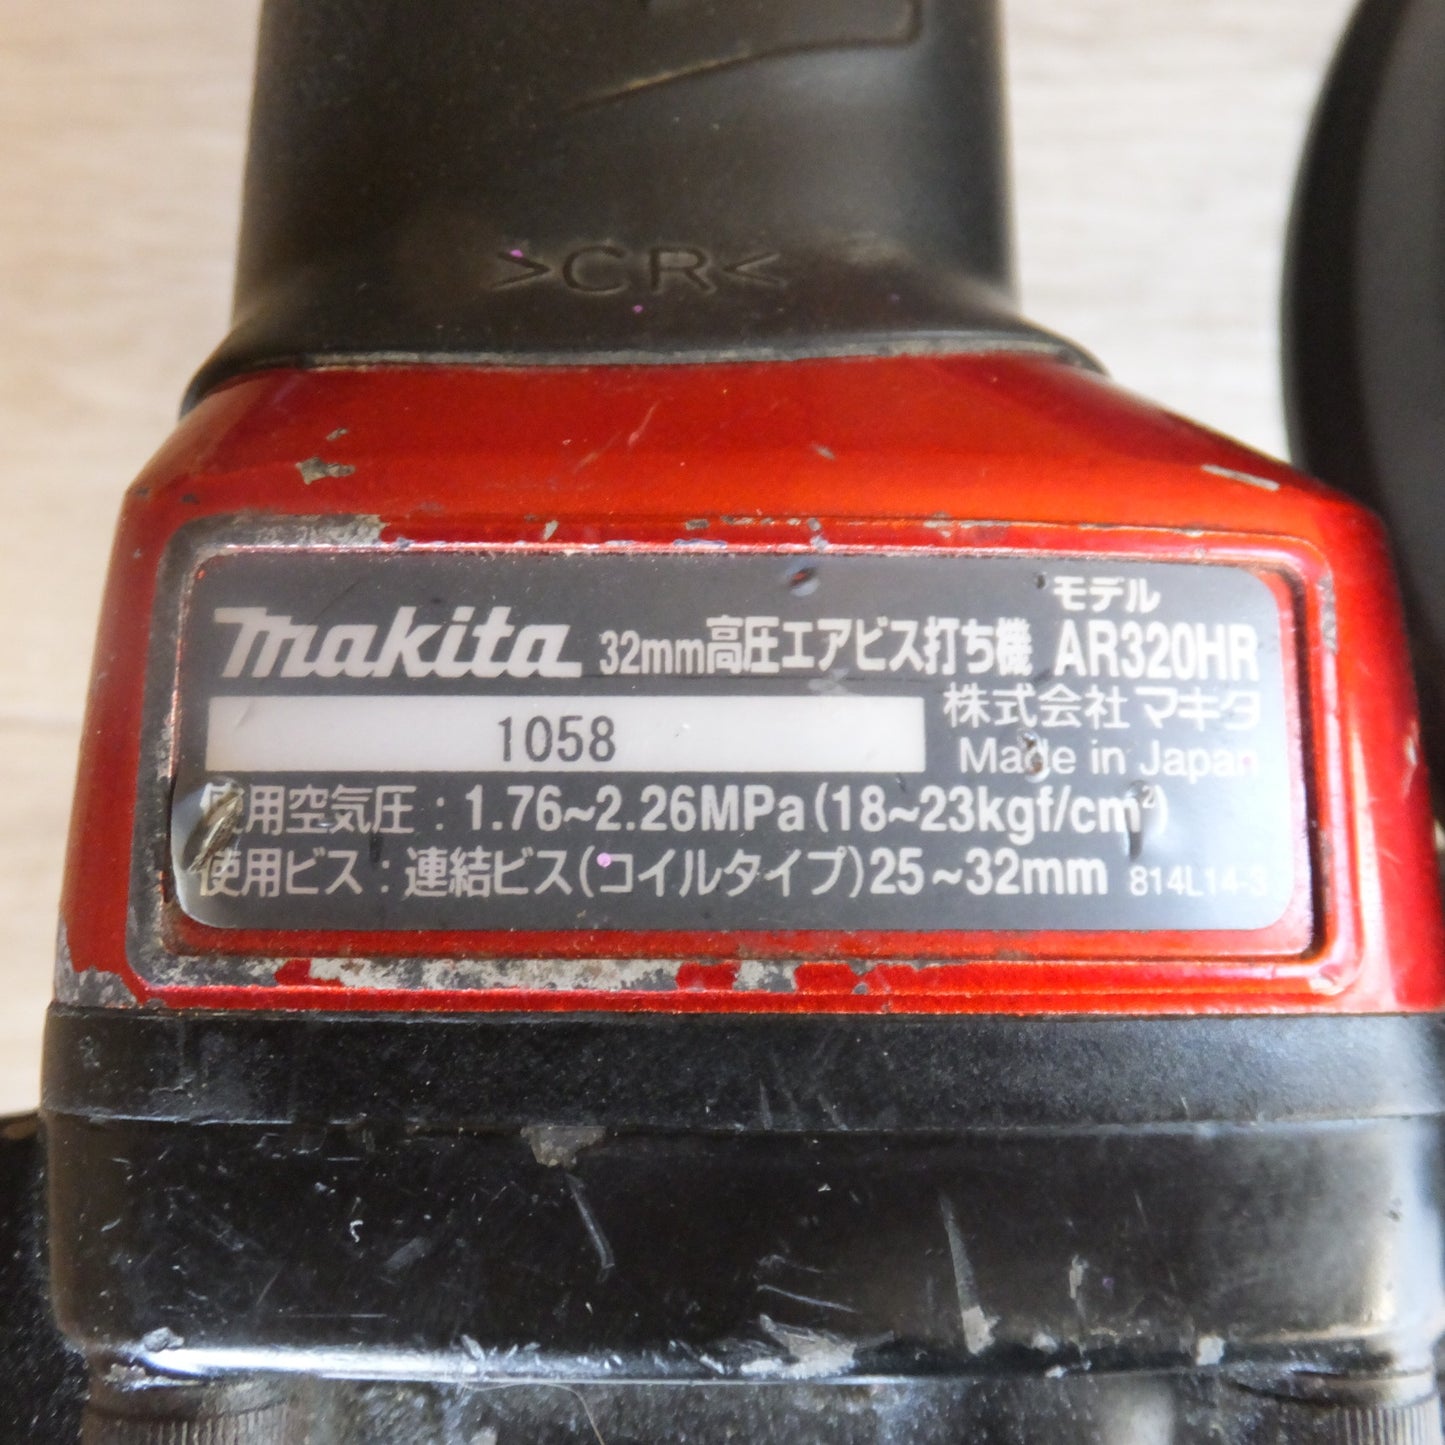 >CR<
モデル
makita 32mm高圧エアビス打ち機 AR320HR
1058
株式会社マキタ
Made in Japan
使用空気圧:1.76~2.26MPa(18~23kgf/cm²)
使用ビス:連結ビス(コイルタイプ)25~32mm 814L14-3